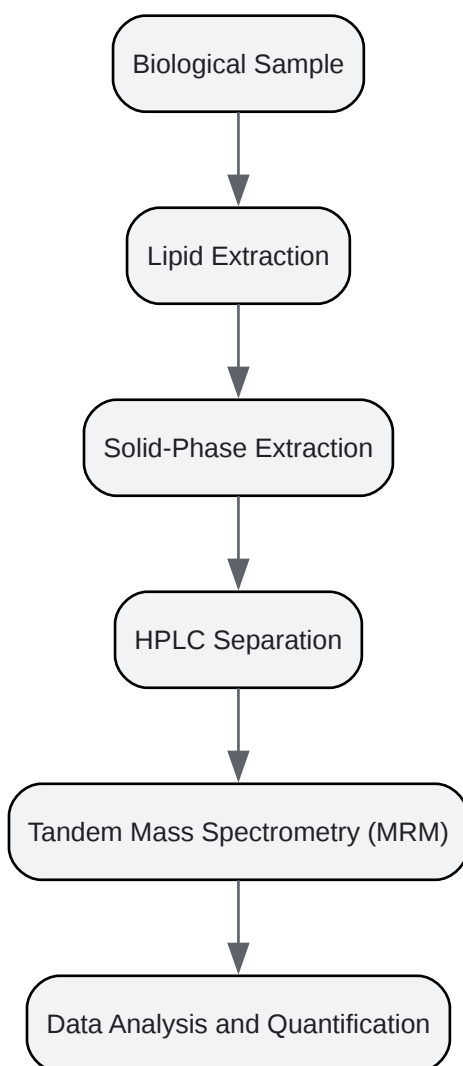 Biological Sample
Lipid Extraction
Solid-Phase Extraction
HPLC Separation
Tandem Mass Spectrometry (MRM)
Data Analysis and Quantification